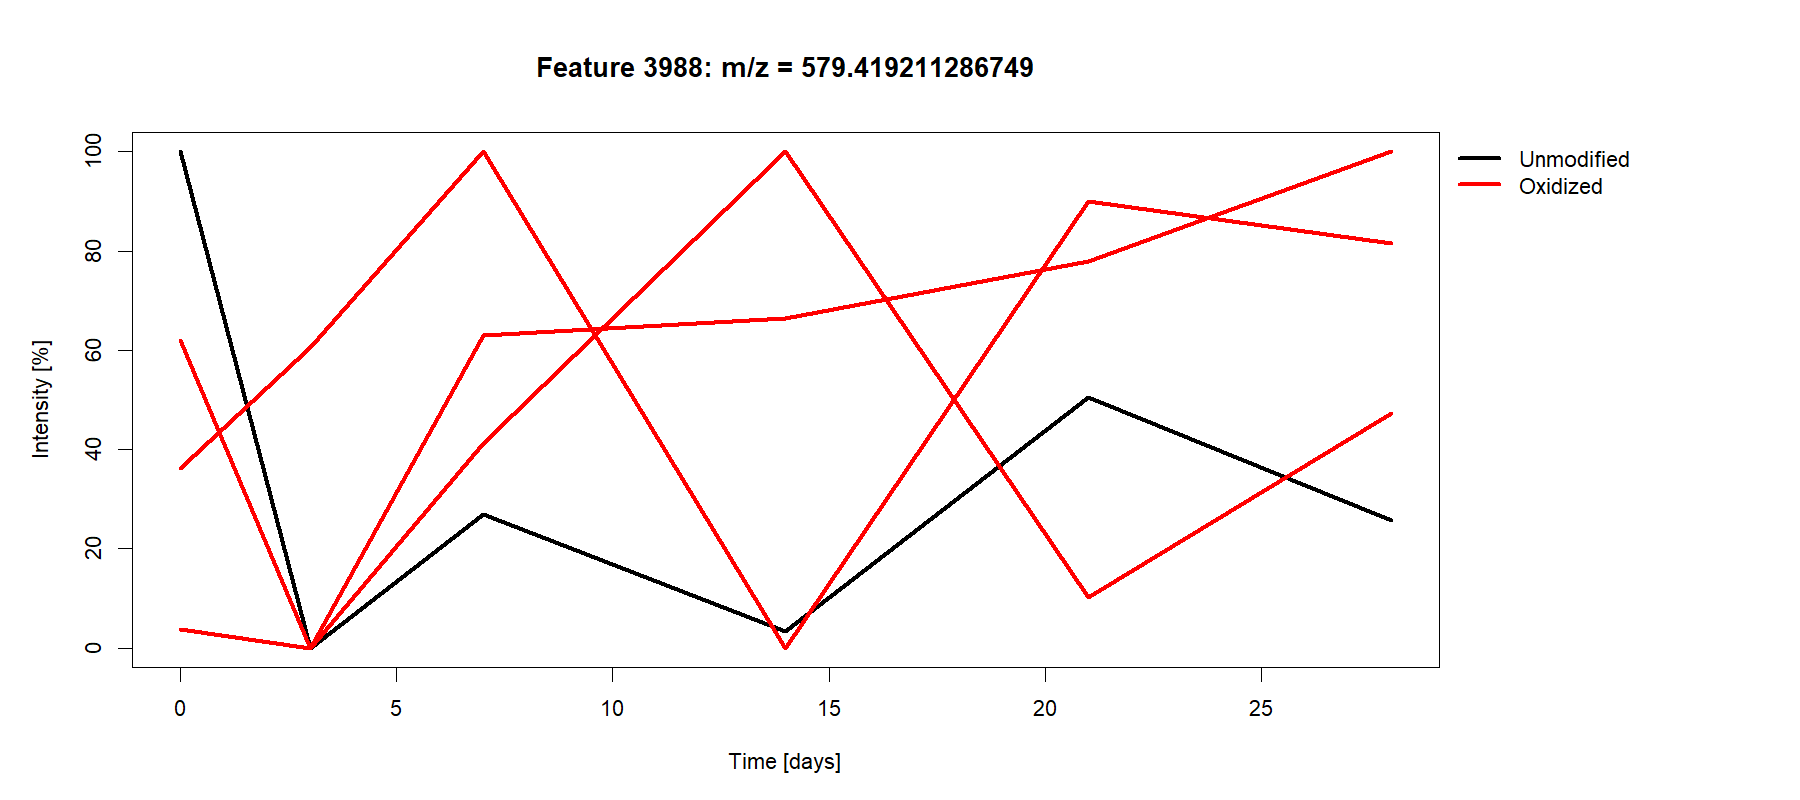 Feature 3988: m/z = 579.419211286749
Unmodified
Oxidized
Intensity [%]
100
80
60
40
20
0
0 5 10 15 20 25
Time [days]